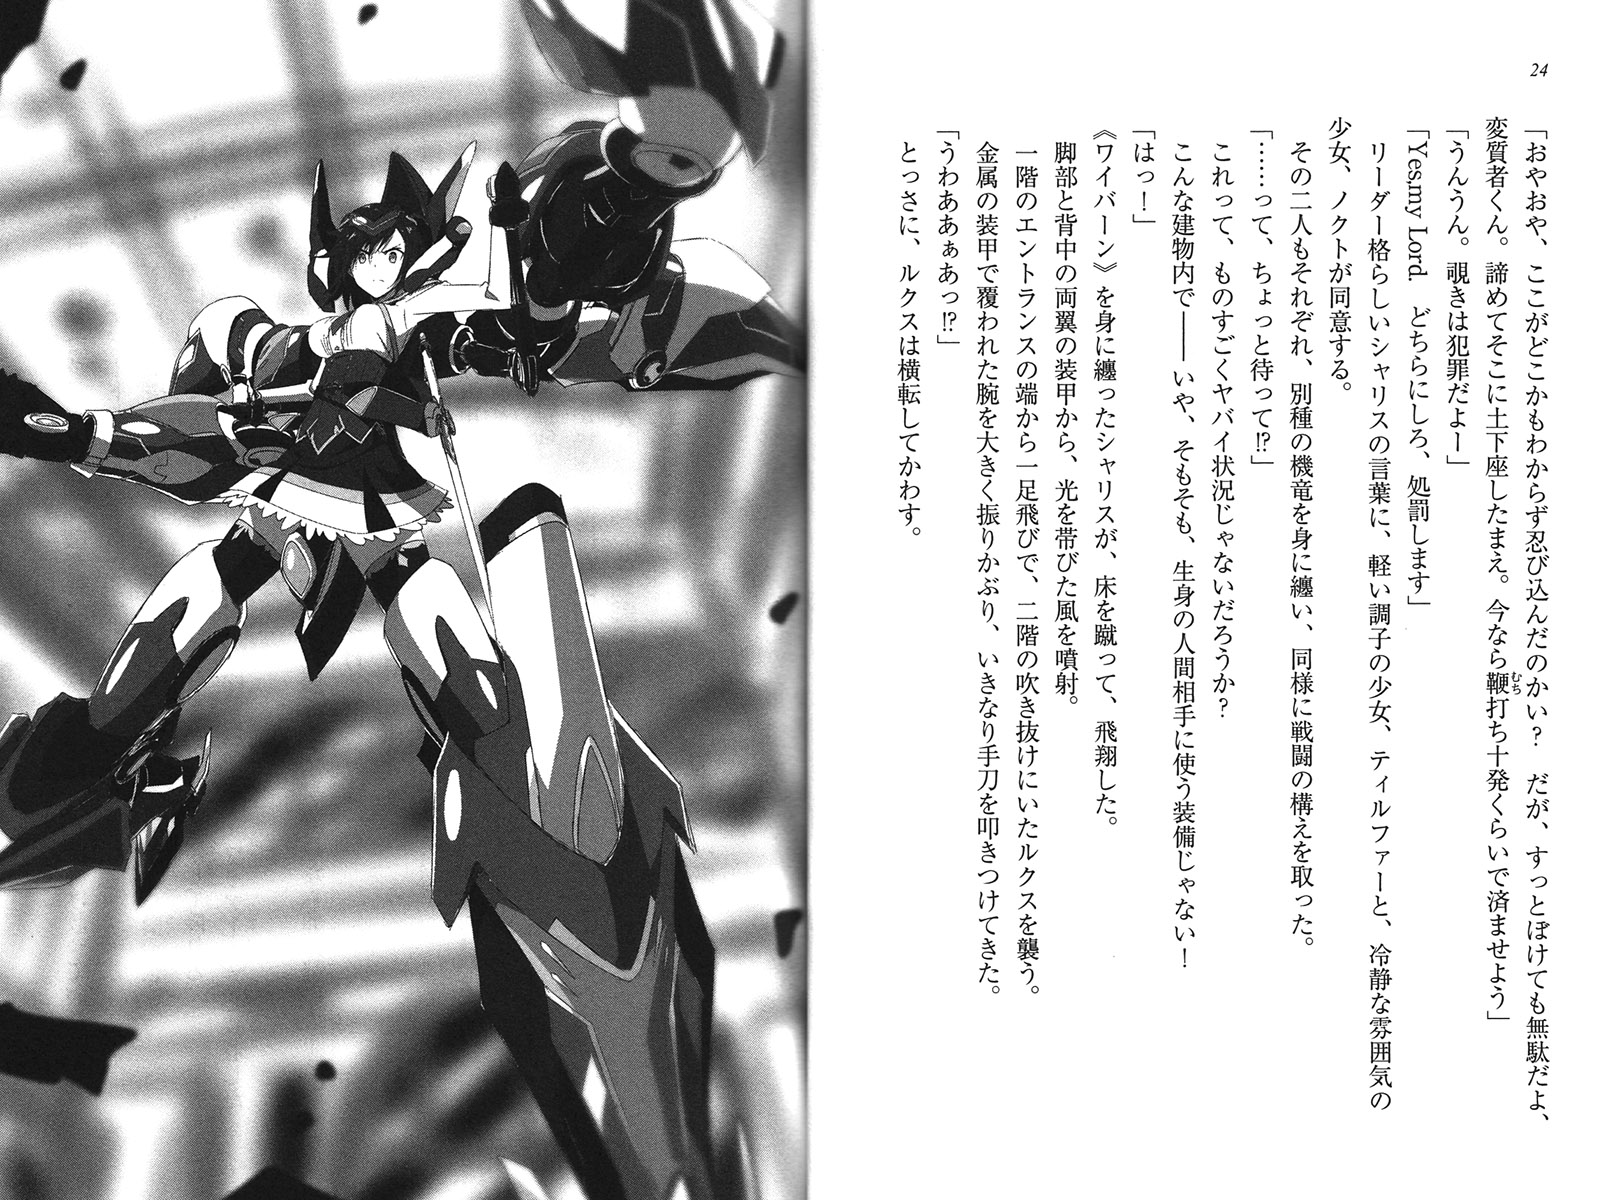 24
「おやおや、ここがどこかもわからず忍び込んだのかい？　だが、すっとぼけても無駄だよ、
変質者くん。諦めてそこに土下座したまえ。今なら鞭打ち十発くらいで済ませよう」
むち
「うんうん。覗きは犯罪だよー」
「Yes,my Lord.　どちらにしろ、処罰します」
　リーダー格らしいシャリスの言葉に、軽い調子の少女、ティルファーと、冷静な雰囲気の
少女、ノクトが同意する。
　その二人もそれぞれ、別種の機竜を身に纏い、同様に戦闘の構えを取った。
「……って、ちょっと待って!?」
　これって、ものすごくヤバイ状況じゃないだろうか？
　こんな建物内で――いや、そもそも、生身の人間相手に使う装備じゃない！
「はっ！」
《ワイバーン》を身に纏ったシャリスが、床を蹴って、飛翔した。
　脚部と背中の両翼の装甲から、光を帯びた風を噴射。
　一階のエントランスの端から一足飛びで、二階の吹き抜けにいたルクスを襲う。
　金属の装甲で覆われた腕を大きく振りかぶり、いきなり手刀を叩きつけてきた。
「うわああぁあっ!?」
　とっさに、ルクスは横転してかわす。